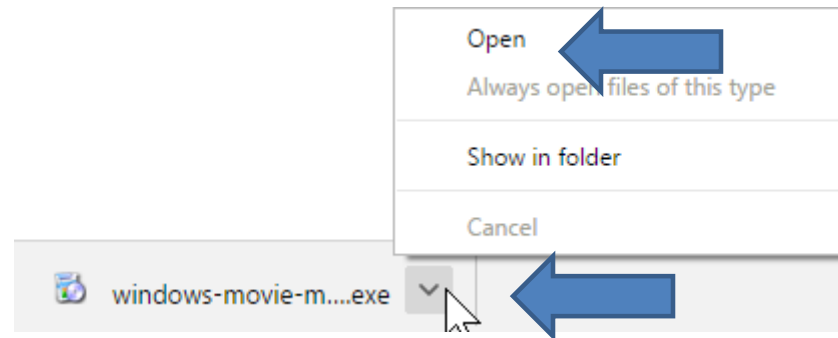 Open
Always open files of this type
Show in folder
Cancel
windows-movie-m....exe